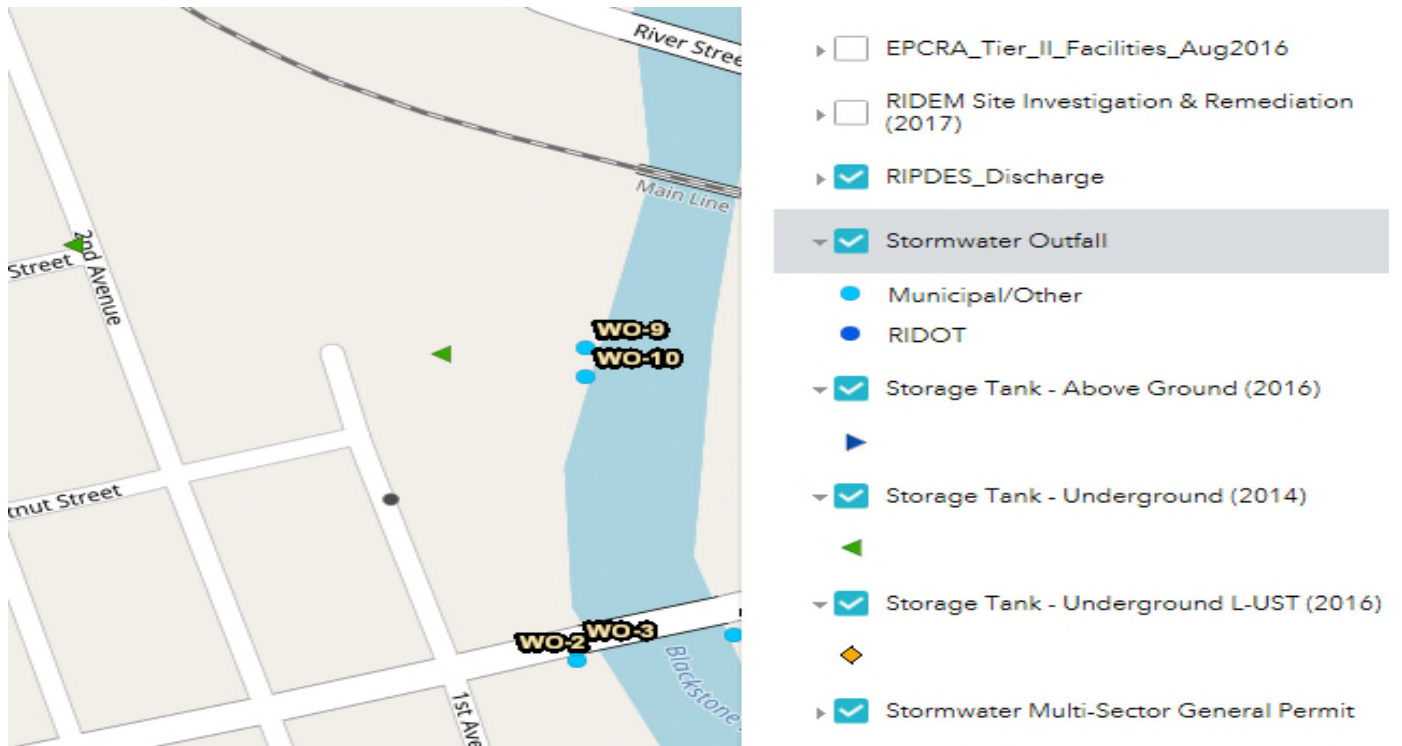 River Stree
Main Line
2nd Avenue
Street
WO-9
WO-10
tnut Street
WO-2
WO-3
Blackstone
1st Ave
EPCRA_Tier_II_Facilities_Aug2016
RIDEM Site Investigation & Remediation
(2017)
RIPDES_Discharge
Stormwater Outfall
Municipal/Other
RIDOT
Storage Tank - Above Ground (2016)
Storage Tank - Underground (2014)
Storage Tank - Underground L-UST (2016)
Stormwater Multi-Sector General Permit